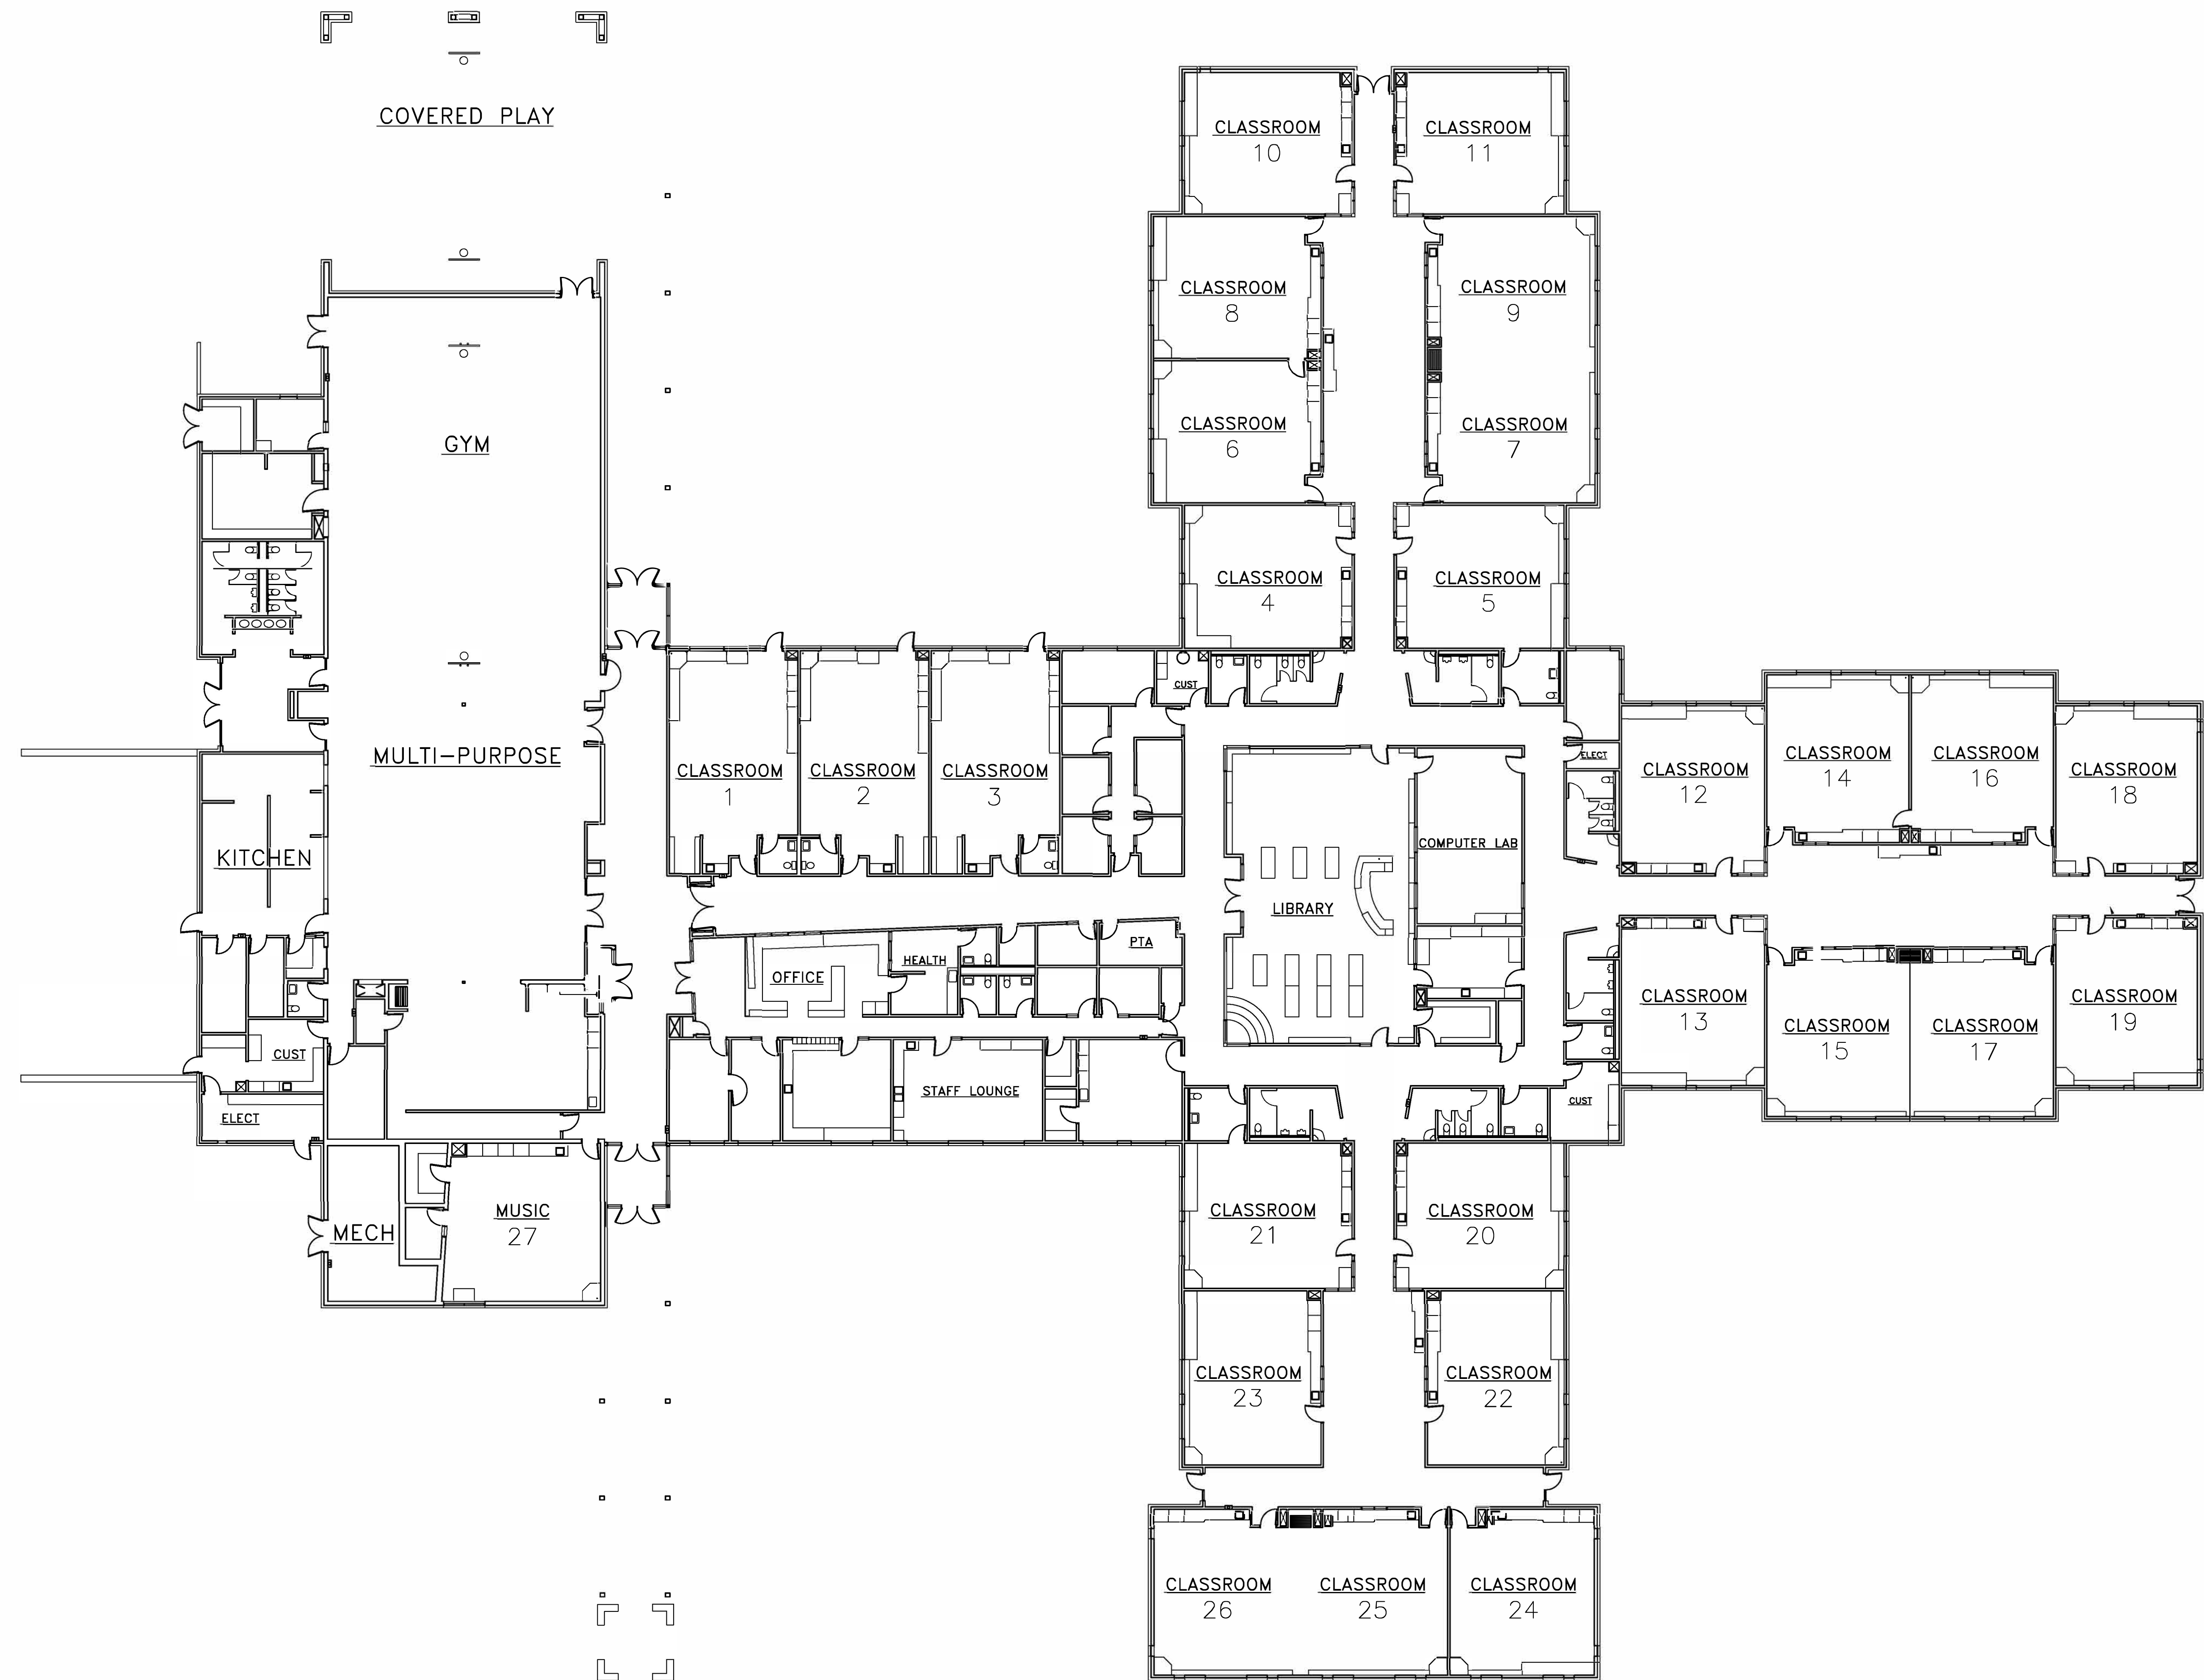 COVERED PLAY
CLASSROOM
10
CLASSROOM
11
CLASSROOM
8
CLASSROOM
9
GYM
CLASSROOM
6
CLASSROOM
7
CLASSROOM
4
CLASSROOM
5
CUST
MULTI-PURPOSE
CLASSROOM
1
CLASSROOM
2
CLASSROOM
3
ELECT
CLASSROOM
12
CLASSROOM
14
CLASSROOM
16
CLASSROOM
18
KITCHEN
COMPUTER LAB
LIBRARY
PTA
HEALTH
OFFICE
CLASSROOM
13
CLASSROOM
15
CLASSROOM
17
CLASSROOM
19
CUST
STAFF LOUNGE
CUST
ELECT
MUSIC
27
MECH
CLASSROOM
21
CLASSROOM
20
CLASSROOM
23
CLASSROOM
22
CLASSROOM
26
CLASSROOM
25
CLASSROOM
24